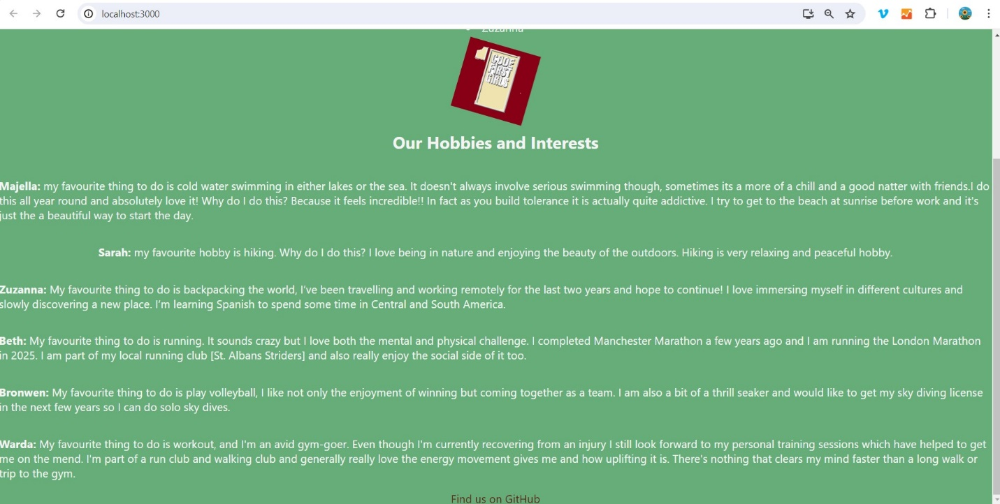 localhost:3000
Zuzanna
CODE
FIRST
GIRLS
Our Hobbies and Interests
Majella: my favourite thing to do is cold water swimming in either lakes or the sea. It doesn't always involve serious swimming though, sometimes its a more of a chill and a good natter with friends.I do
this all year round and absolutely love it! Why do I do this? Because it feels incredible!! In fact as you build tolerance it is actually quite addictive. I try to get to the beach at sunrise before work and it's
just the a beautiful way to start the day.
Sarah: my favourite hobby is hiking. Why do I do this? I love being in nature and enjoying the beauty of the outdoors. Hiking is very relaxing and peaceful hobby.
Zuzanna: My favourite thing to do is backpacking the world, I've been travelling and working remotely for the last two years and hope to continue! I love immersing myself in different cultures and
slowly discovering a new place. I'm learning Spanish to spend some time in Central and South America.
Beth: My favourite thing to do is running. It sounds crazy but I love both the mental and physical challenge. I completed Manchester Marathon a few years ago and I am running the London Marathon
in 2025. I am part of my local running club [St. Albans Striders] and also really enjoy the social side of it too.
Bronwen: My favourite thing to do is play volleyball, I like not only the enjoyment of winning but coming together as a team. I am also a bit of a thrill seaker and would like to get my sky diving license
in the next few years so I can do solo sky dives.
Warda: My favourite thing to do is workout, and I'm an avid gym-goer. Even though I'm currently recovering from an injury I still look forward to my personal training sessions which have helped to get
me on the mend. I'm part of a run club and walking club and generally really love the energy movement gives me and how uplifting it is. There's nothing that clears my mind faster than a long walk or
trip to the gym.
Find us on GitHub